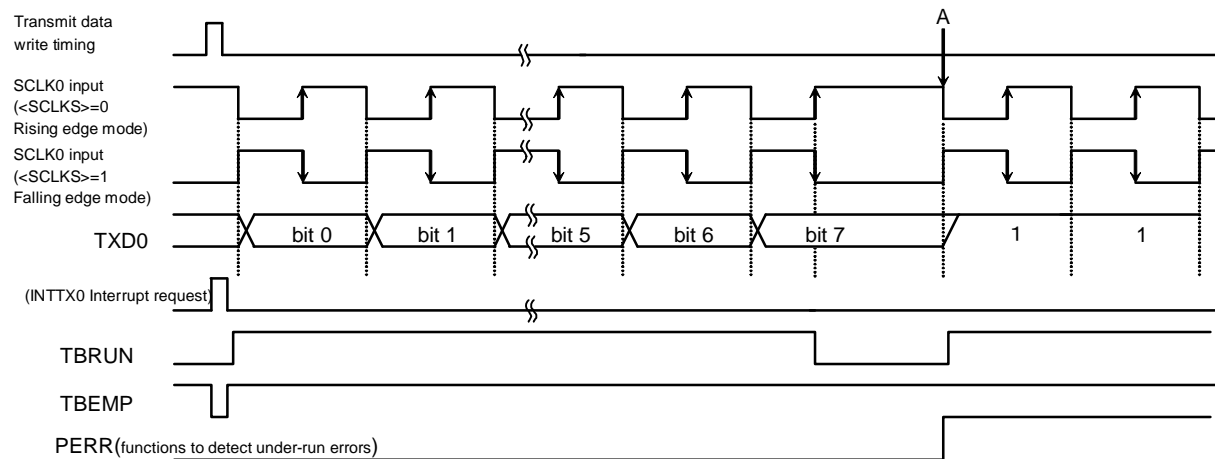 Transmit data
write timing
A
SCLK0 input
(<SCLKS>=0
Rising edge mode)
SCLK0 input
(<SCLKS>=1
Falling edge mode)
TXD0
bit 0
bit 1
bit 5
bit 6
bit 7
1
1
(INTTX0 Interrupt request)
TBRUN
TBEMP
PERR(functions to detect under-run errors)